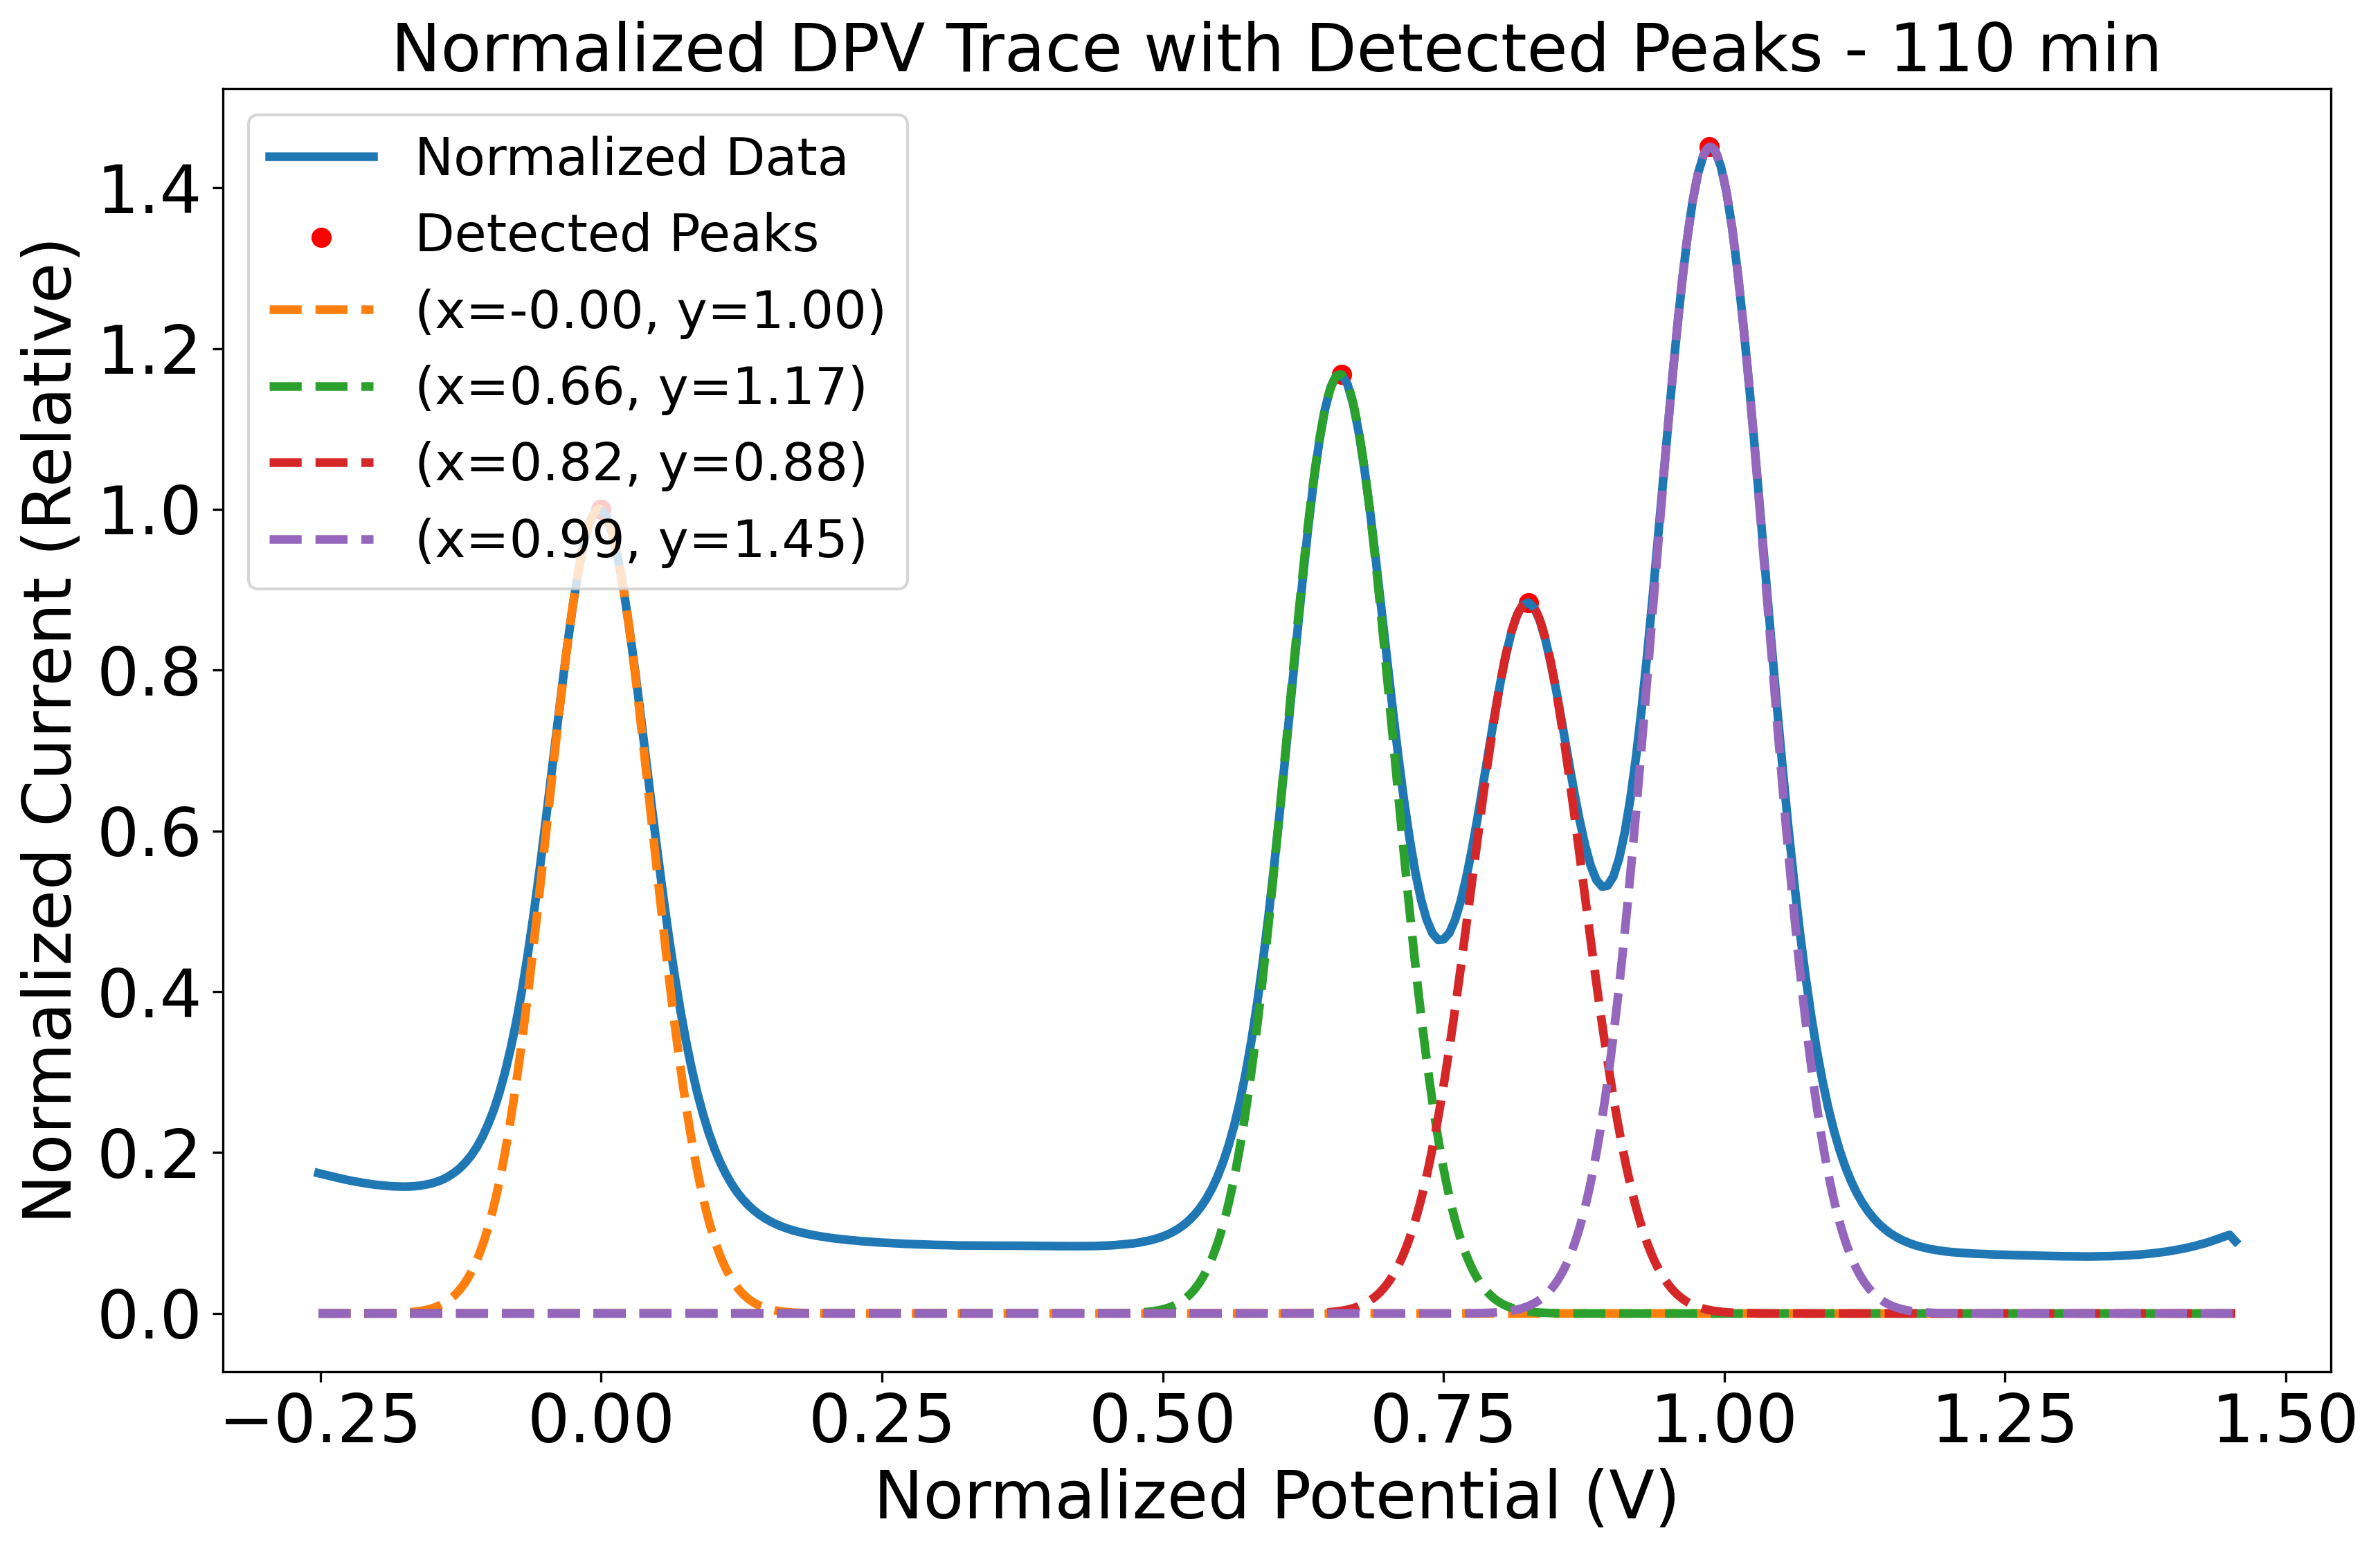 Normalized DPV Trace with Detected Peaks - 110 min
Normalized Current (Relative)
1.4
1.2
1.0
0.8
0.6
0.4
0.2
0.0
Normalized Data
Detected Peaks
(x=-0.00, y=1.00)
(x=0.66, y=1.17)
(x=0.82, y=0.88)
(x=0.99, y=1.45)
−0.25 0.00 0.25 0.50 0.75 1.00 1.25 1.50
Normalized Potential (V)